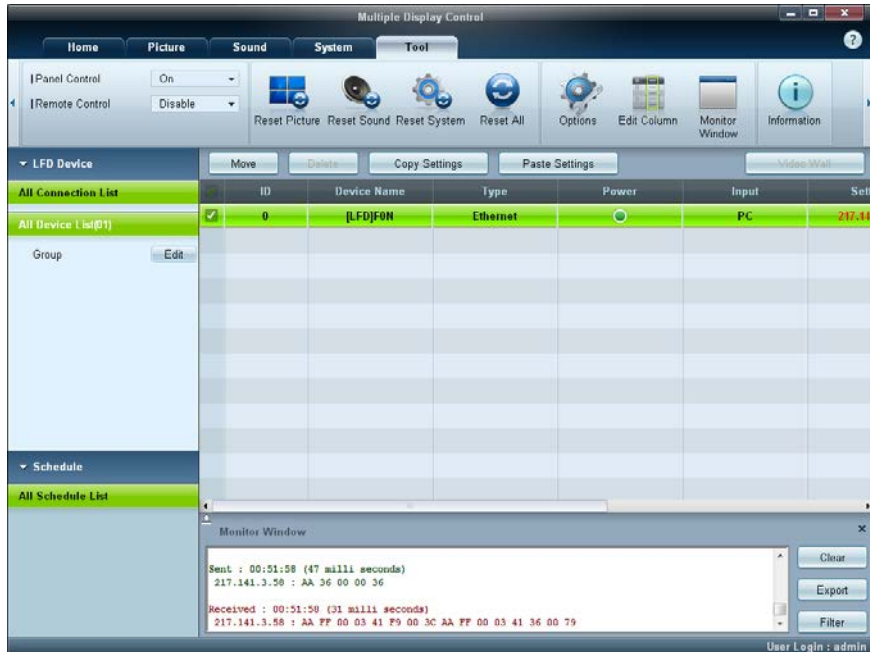 Multiple Display Control
Home Picture Sound System Tool
Panel Control On
Remote Control Disable
Reset Picture Reset Sound Reset System Reset All Options Edit Column Monitor Window Information
LFD Device
Move Delete Copy Settings Paste Settings Video Wall
All Connection List
ID Device Name Type Power Input Sett
All Device List(01)
0 [LFD]F0N Ethernet PC 217.14
Group Edit
Schedule
All Schedule List
Monitor Window
Sent : 00:51:58 (47 milli seconds)
217.141.3.58 : AA 36 00 00 36
Received : 00:51:58 (31 milli seconds)
217.141.3.58 : AA FF 00 03 41 F9 00 3C AA FF 00 03 41 36 00 79
Clear
Export
Filter
User Login : admin